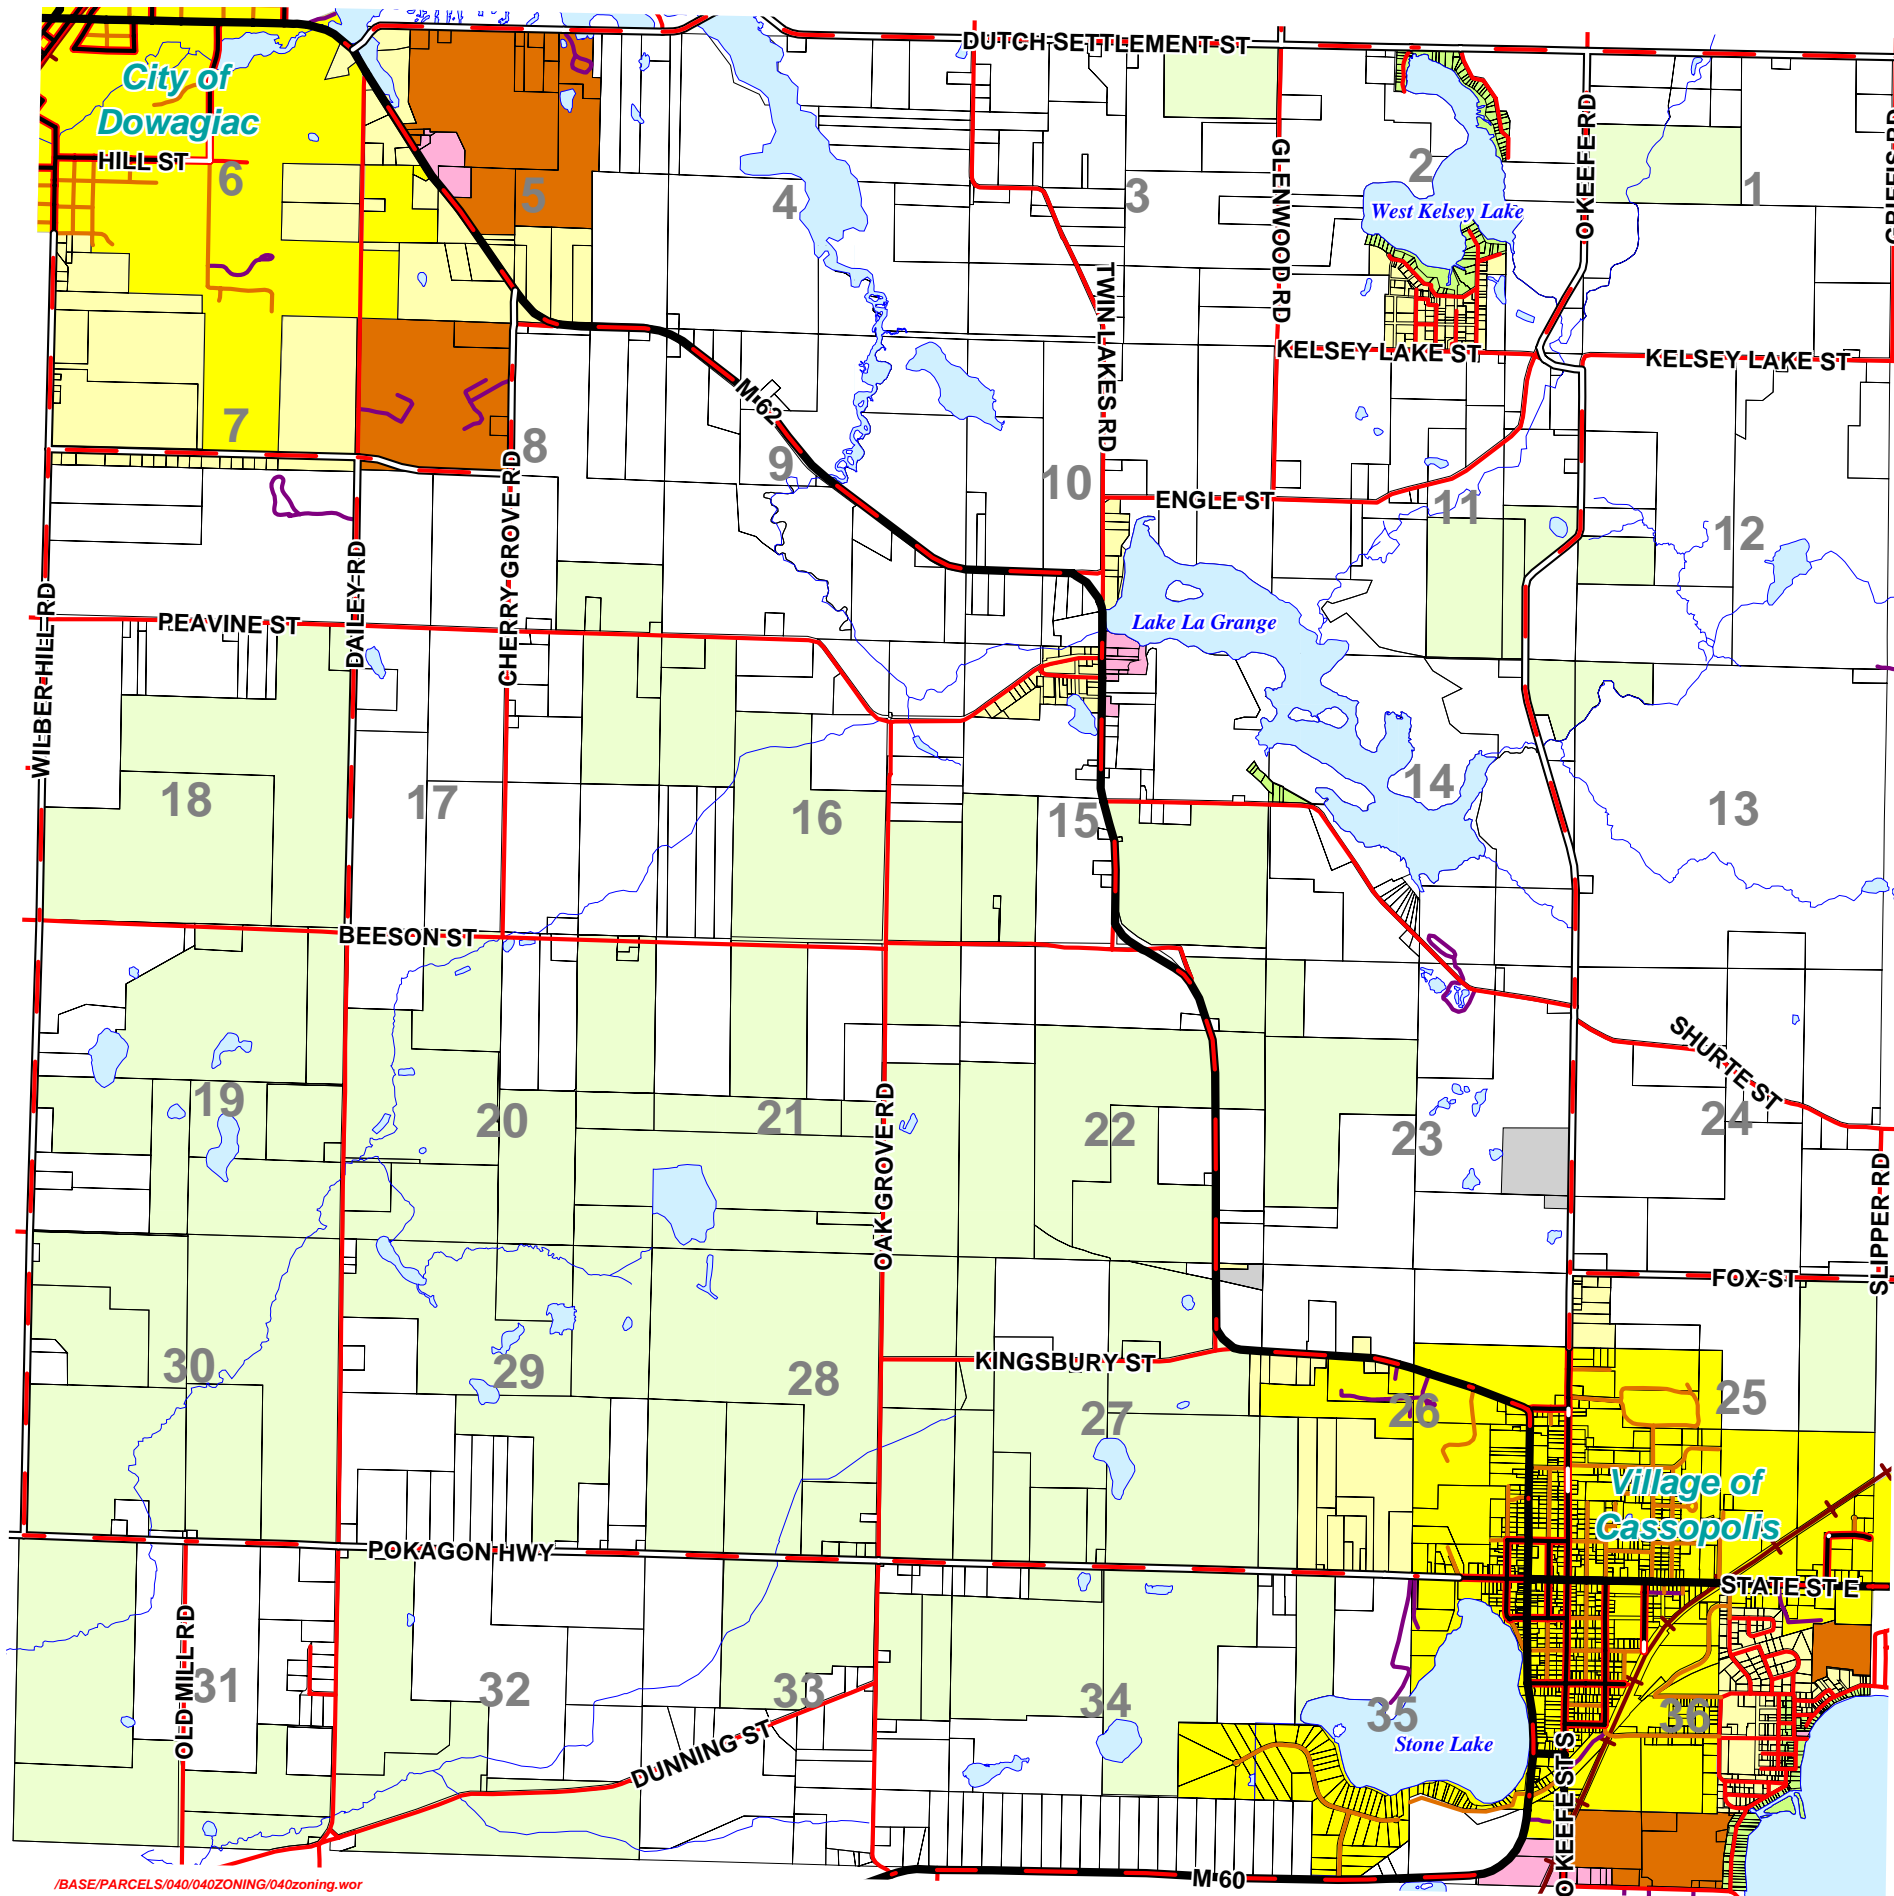 DUTCH SETTLEMENT ST
City of
Dowagiac
HILL ST
6
5
4
3
2
1
West Kelsey Lake
GLENWOOD RD
O KEEFE RD
TWIN LAKES RD
KELSEY LAKE ST
KELSEY LAKE ST
M 62
7
8
9
10
11
12
ENGLE ST
CHERRY GROVE RD
DAILEY RD
WILBER HILL RD
PEAVINE ST
Lake La Grange
18
17
16
15
14
13
BEESON ST
SHURTE ST
19
20
21
22
23
24
OAK GROVE RD
SLIPPER RD
FOX ST
KINGSBURY ST
30
29
28
27
26
25
Village of
Cassopolis
POKAGON HWY
STATE ST E
OLD MILL RD
31
32
33
34
35
36
DUNNING ST
Stone Lake
O KEEFE ST S
M 60
/BASE/PARCELS/040/040ZONING/040zoning.wor